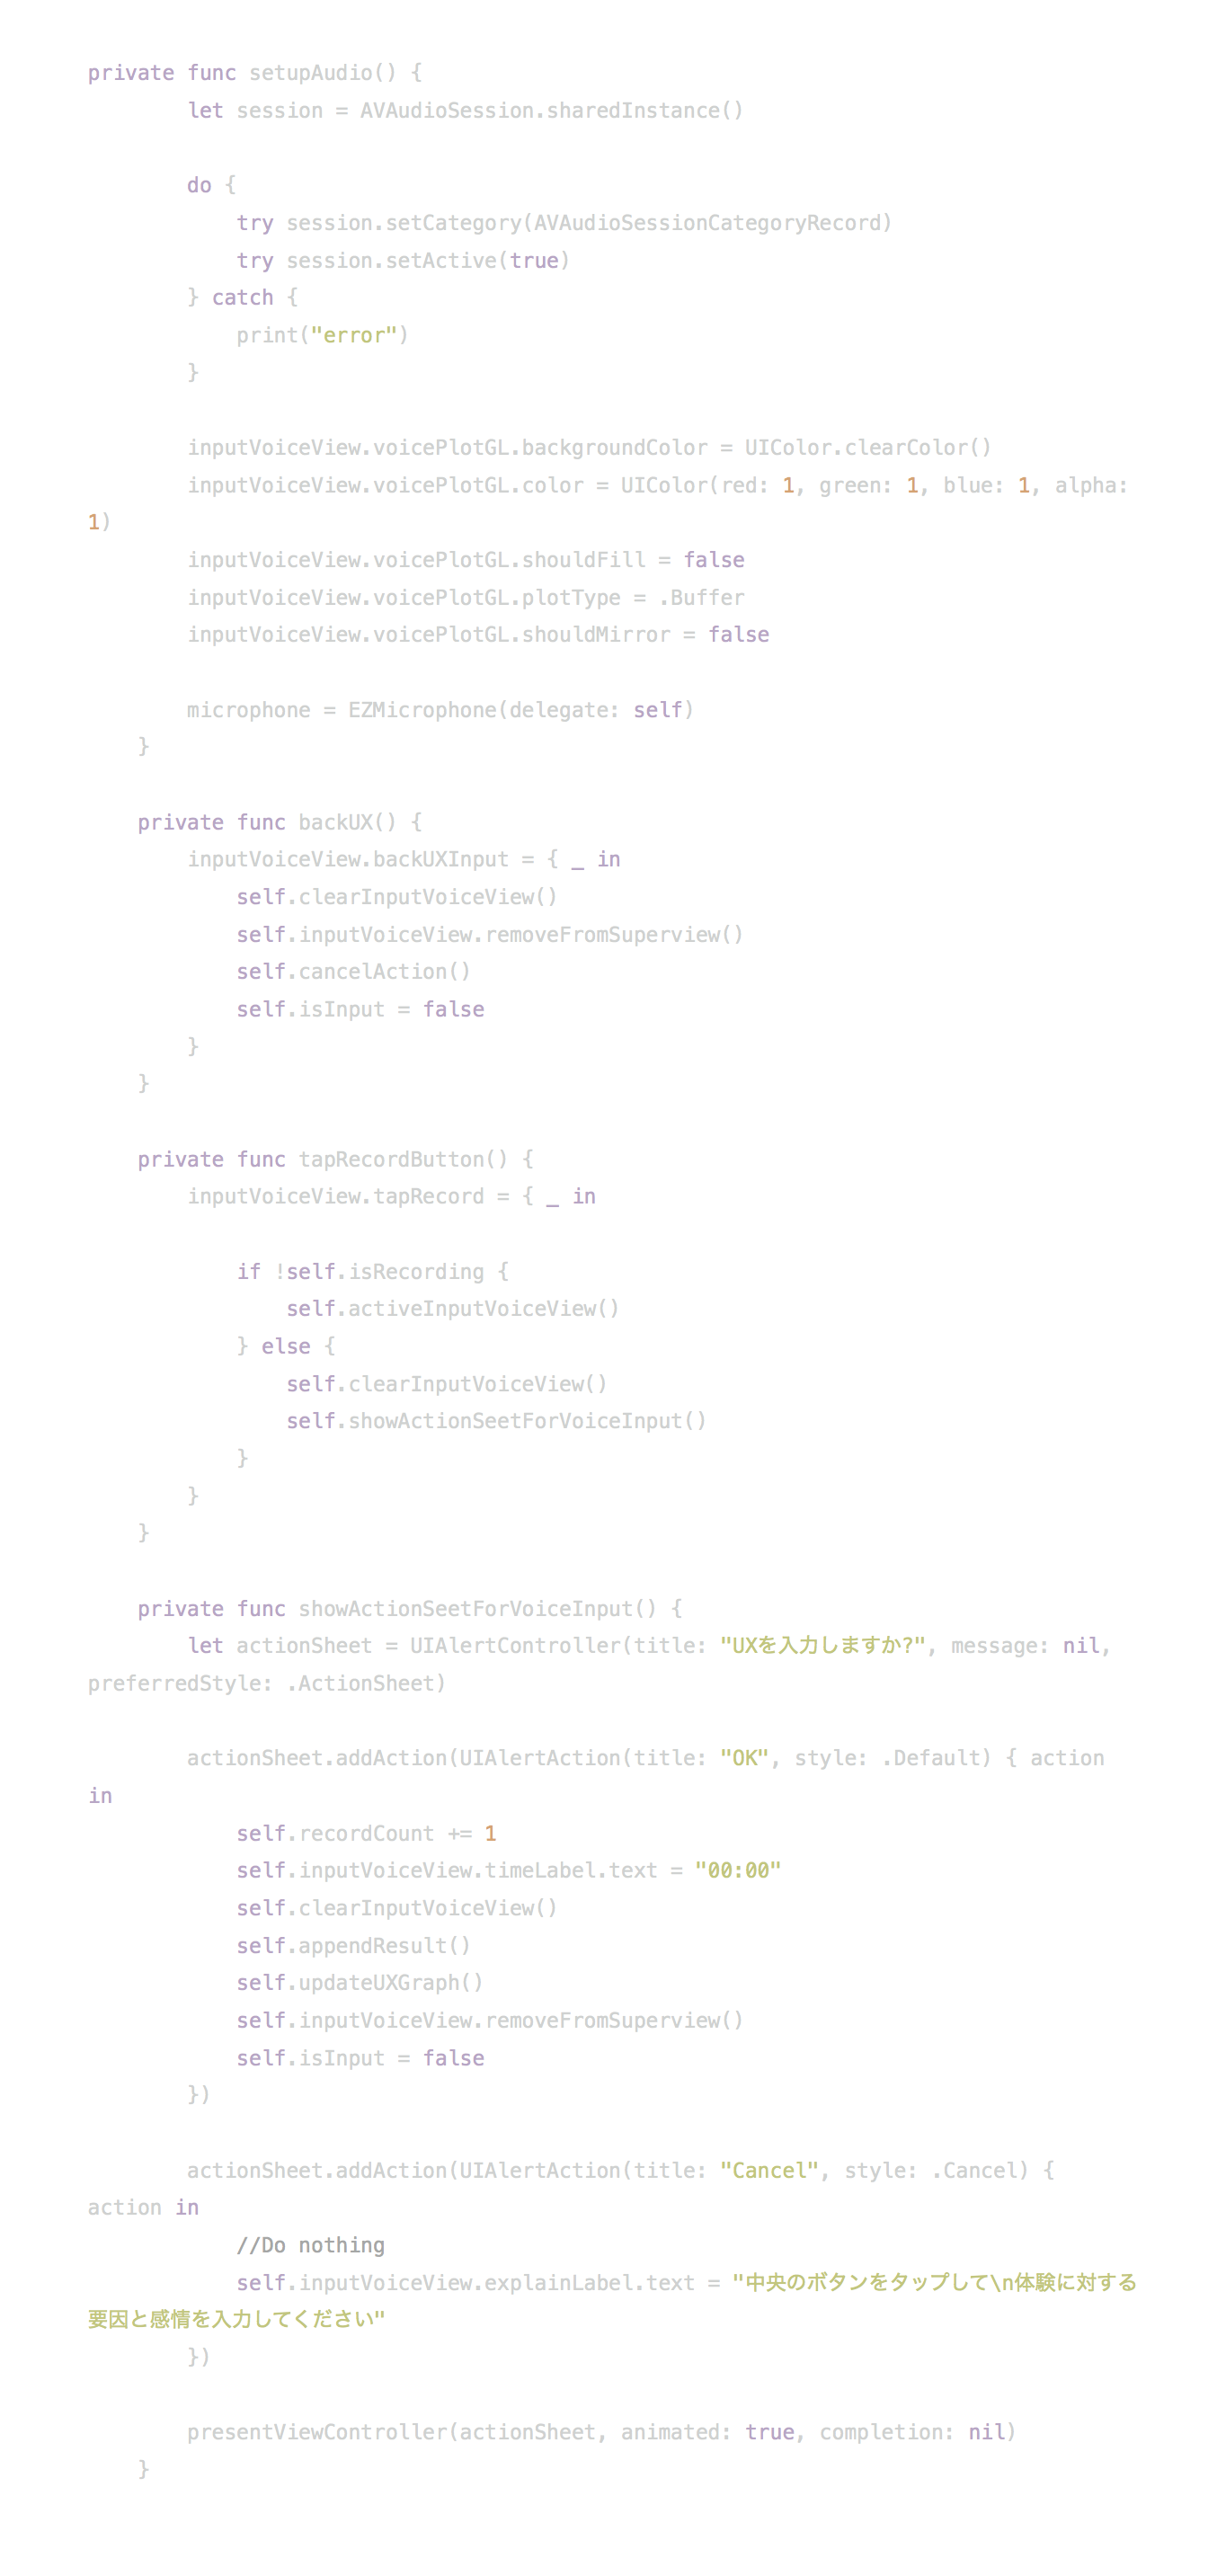 private func setupAudio() {
        let session = AVAudioSession.sharedInstance()

        do {
            try session.setCategory(AVAudioSessionCategoryRecord)
            try session.setActive(true)
        } catch {
            print("error")
        }

        inputVoiceView.voicePlotGL.backgroundColor = UIColor.clearColor()
        inputVoiceView.voicePlotGL.color = UIColor(red: 1, green: 1, blue: 1, alpha:
1)
        inputVoiceView.voicePlotGL.shouldFill = false
        inputVoiceView.voicePlotGL.plotType = .Buffer
        inputVoiceView.voicePlotGL.shouldMirror = false

        microphone = EZMicrophone(delegate: self)
    }

    private func backUX() {
        inputVoiceView.backUXInput = { _ in
            self.clearInputVoiceView()
            self.inputVoiceView.removeFromSuperview()
            self.cancelAction()
            self.isInput = false
        }
    }

    private func tapRecordButton() {
        inputVoiceView.tapRecord = { _ in

            if !self.isRecording {
                self.activeInputVoiceView()
            } else {
                self.clearInputVoiceView()
                self.showActionSeetForVoiceInput()
            }
        }
    }

    private func showActionSeetForVoiceInput() {
        let actionSheet = UIAlertController(title: "UXを入力しますか?", message: nil,
preferredStyle: .ActionSheet)

        actionSheet.addAction(UIAlertAction(title: "OK", style: .Default) { action
in
            self.recordCount += 1
            self.inputVoiceView.timeLabel.text = "00:00"
            self.clearInputVoiceView()
            self.appendResult()
            self.updateUXGraph()
            self.inputVoiceView.removeFromSuperview()
            self.isInput = false
        })

        actionSheet.addAction(UIAlertAction(title: "Cancel", style: .Cancel) {
action in
            //Do nothing
            self.inputVoiceView.explainLabel.text = "中央のボタンをタップして\n体験に対する
要因と感情を入力してください"
        })

        presentViewController(actionSheet, animated: true, completion: nil)
    }